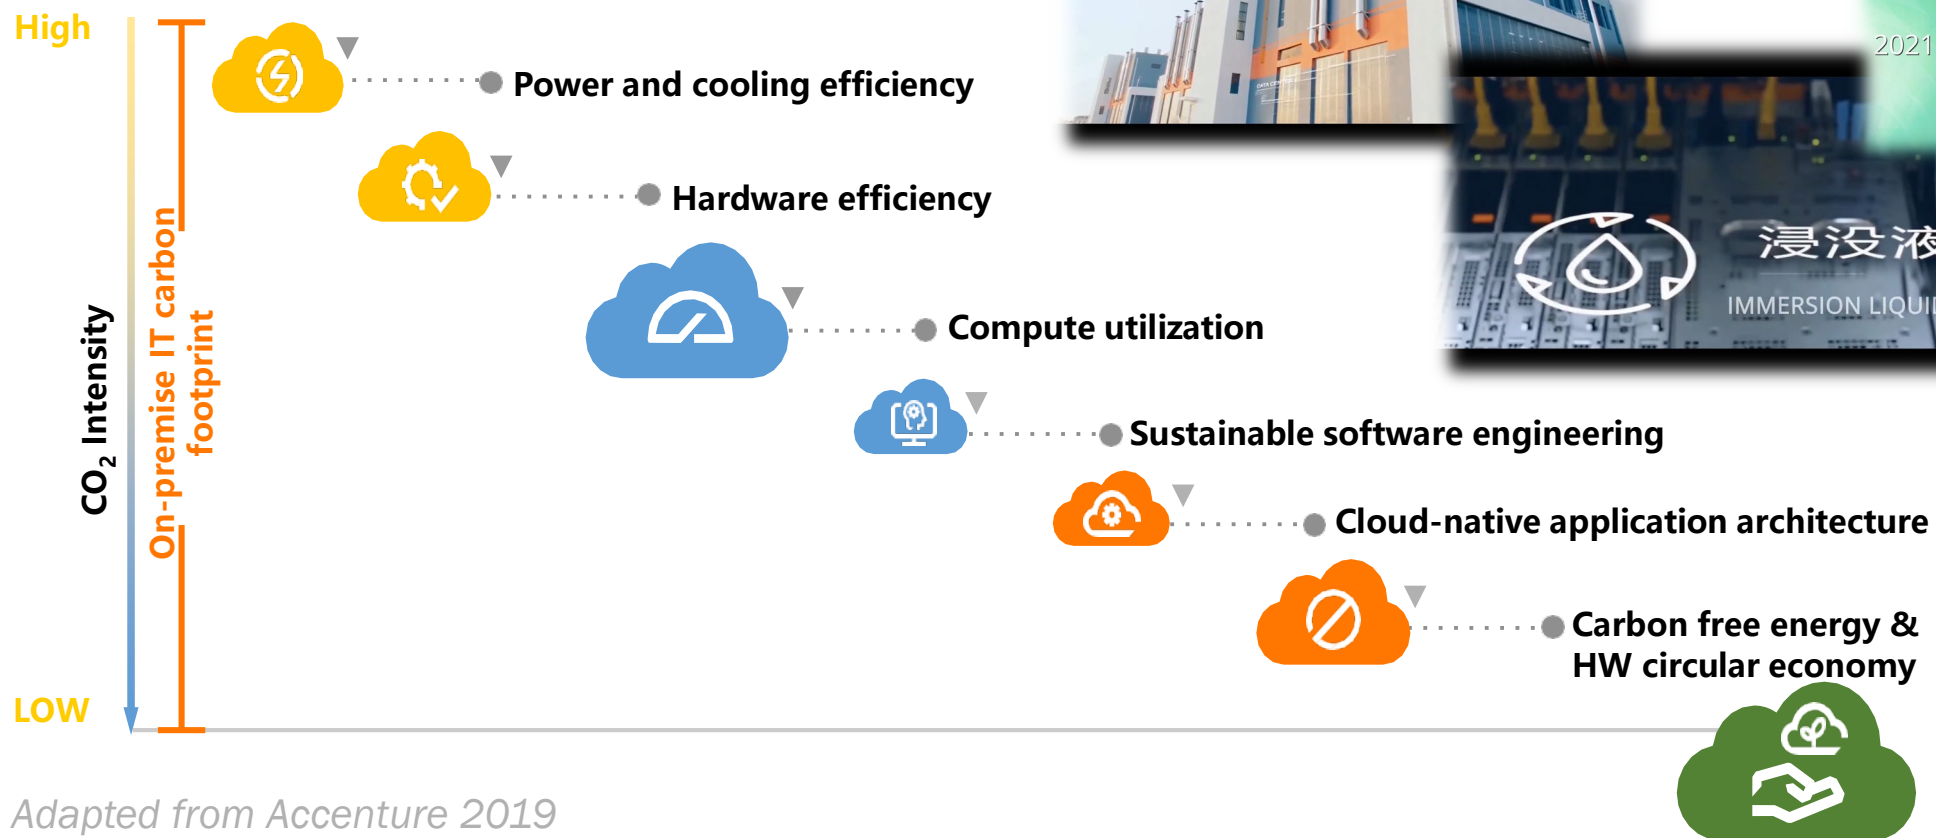 High
2021
Power and cooling efficiency
Hardware efficiency
浸没液
IMMERSION LIQUI
CO2 Intensity
On-premise IT carbon
footprint
Compute utilization
Sustainable software engineering
Cloud-native application architecture
Carbon free energy &
HW circular economy
LOW
Adapted from Accenture 2019